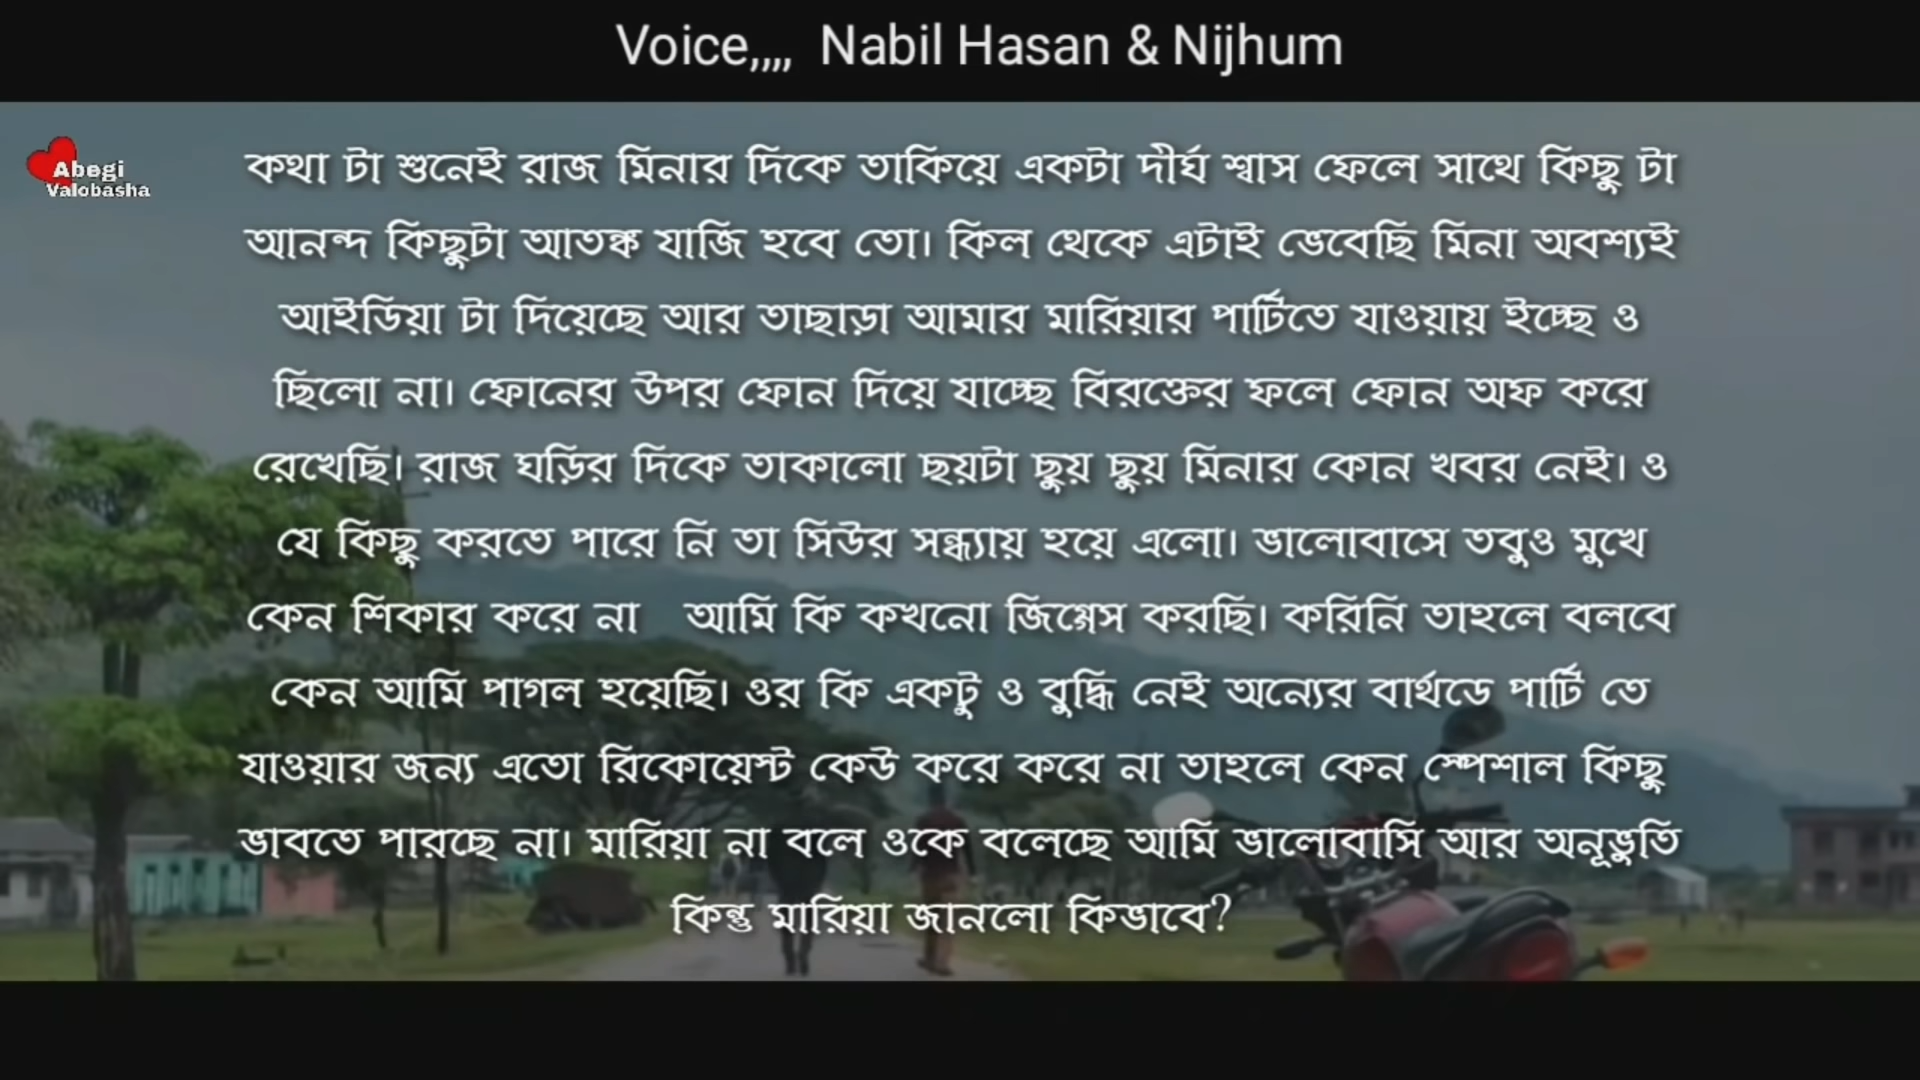 Voice,,,, Nabil Hasan & Nijhum
Abegi
Valobasha
কথা টা শুনেই রাজ মিনার দিকে তাকিয়ে একটা দীর্ঘ শ্বাস ফেলে সাথে কিছু টা
আনন্দ কিছুটা আতঙ্ক যাজি হবে তো। কিল থেকে এটাই ভেবেছি মিনা অবশ্যই
আইডিয়া টা দিয়েছে আর তাছাড়া আমার মারিয়ার পার্টিতে যাওয়ায় ইচ্ছে ও
ছিলো না। ফোনের উপর ফোন দিয়ে যাচ্ছে বিরক্তের ফলে ফোন অফ করে
রেখেছি। রাজ ঘড়ির দিকে তাকালো ছয়টা ছুয় ছুয় মিনার কোন খবর নেই। ও
যে কিছু করতে পারে নি তা সিউর সন্ধ্যায় হয়ে এলো। ভালোবাসে তবুও মুখে
কেন শিকার করে না আমি কি কখনো জিগ্গেস করছি। করিনি তাহলে বলবে
কেন আমি পাগল হয়েছি। ওর কি একটু ও বুদ্ধি নেই অন্যের বার্থডে পার্টি তে
যাওয়ার জন্য এতো রিকোয়েস্ট কেউ করে করে না তাহলে কেন স্পেশাল কিছু
ভাবতে পারছে না। মারিয়া না বলে ওকে বলেছে আমি ভালোবাসি আর অনূভুতি
কিন্তু মারিয়া জানলো কিভাবে?